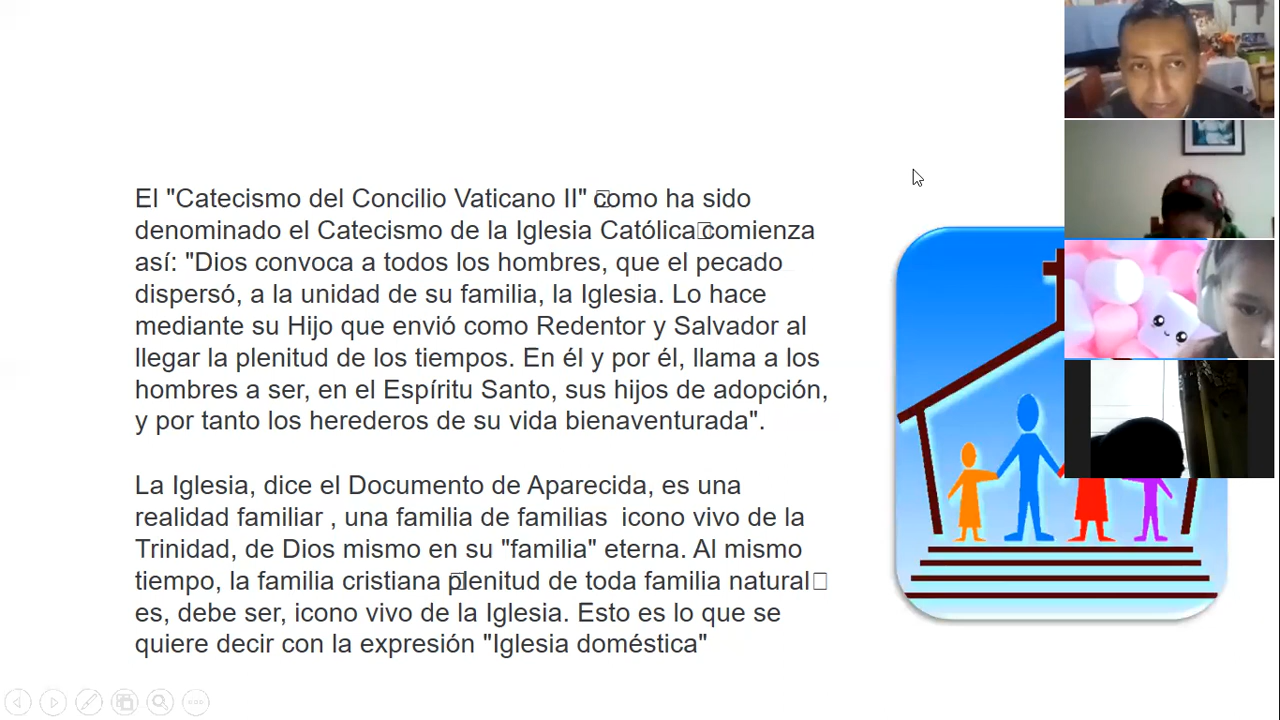 El "Catecismo del Concilio Vaticano II" como ha sido
denominado el Catecismo de la Iglesia Católica comienza
así: "Dios convoca a todos los hombres, que el pecado
dispersó, a la unidad de su familia, la Iglesia. Lo hace
mediante su Hijo que envió como Redentor y Salvador al
llegar la plenitud de los tiempos. En él y por él, llama a los
hombres a ser, en el Espíritu Santo, sus hijos de adopción,
y por tanto los herederos de su vida bienaventurada".
La Iglesia, dice el Documento de Aparecida, es una
realidad familiar , una familia de familias icono vivo de la
Trinidad, de Dios mismo en su "familia" eterna. Al mismo
tiempo, la familia cristiana plenitud de toda familia natural
es, debe ser, icono vivo de la Iglesia. Esto es lo que se
quiere decir con la expresión "Iglesia doméstica"